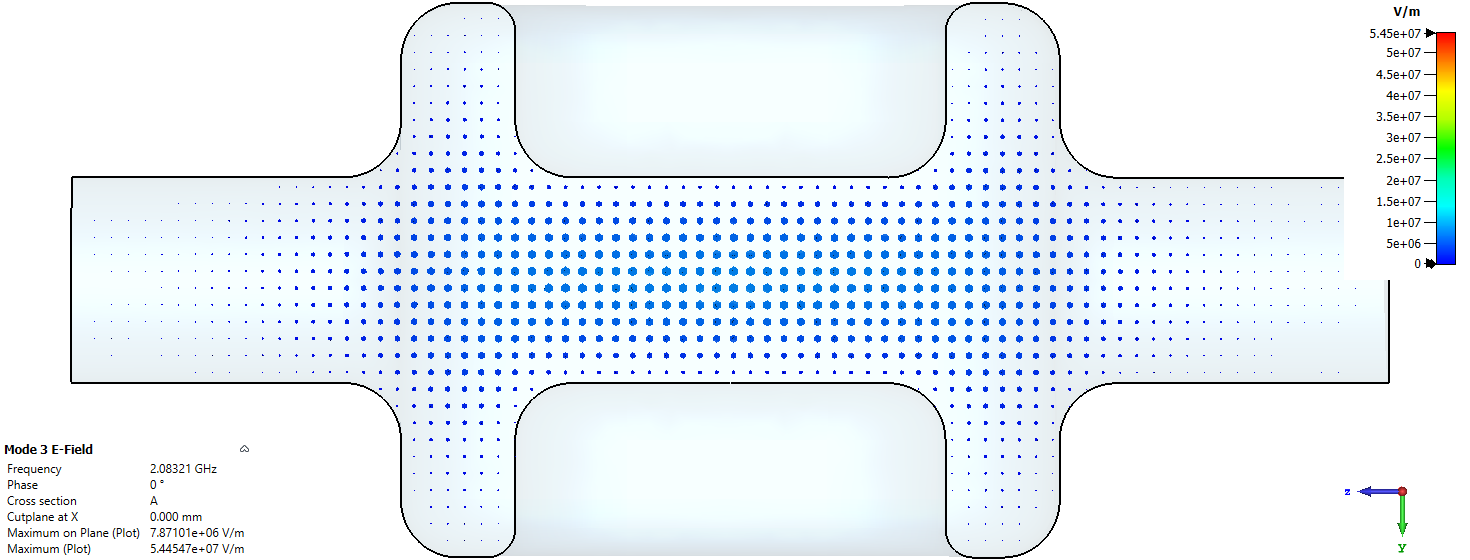 V/m
5.45e+07
5e+07
4.5e+07
4e+07
3.5e+07
3e+07
2.5e+07
2e+07
1.5e+07
1e+07
5e+06
0
Mode 3 E-Field
Frequency 2.08321 GHz
Phase 0 °
Cross section A
Cutplane at X 0.000 mm
Maximum on Plane (Plot) 7.87101e+06 V/m
Maximum (Plot) 5.44547e+07 V/m
z
y